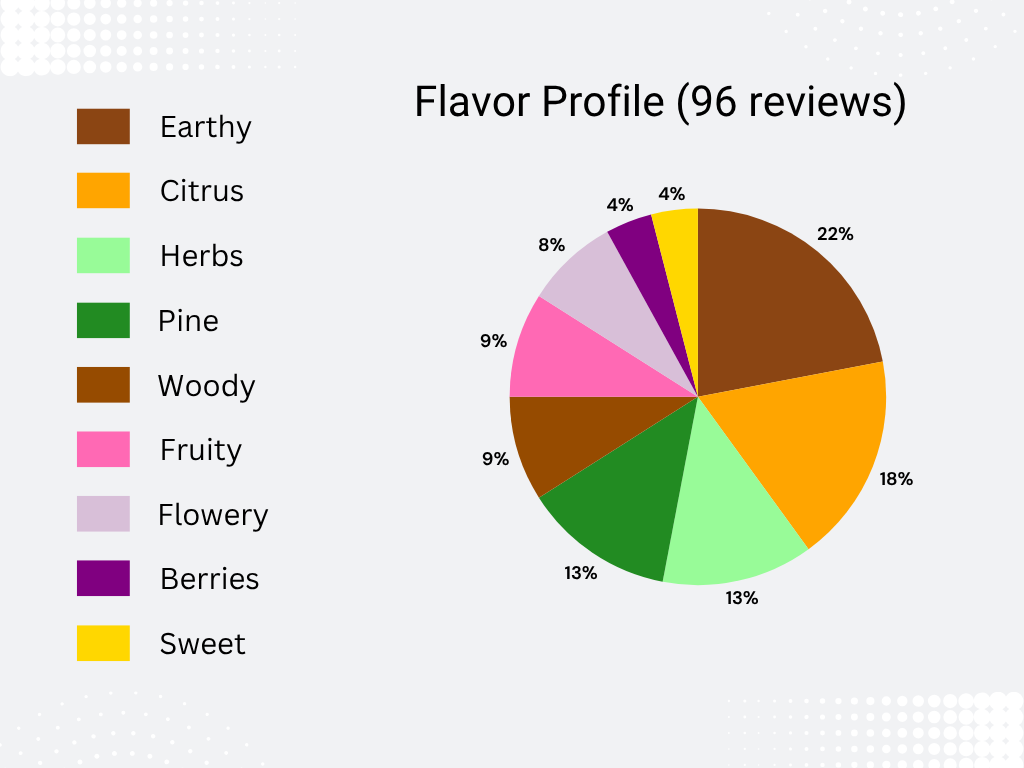 Flavor Profile (96 reviews)
Earthy
Citrus
Herbs
Pine
Woody
Fruity
Flowery
Berries
Sweet
22%
18%
13%
13%
9%
9%
8%
4%
4%